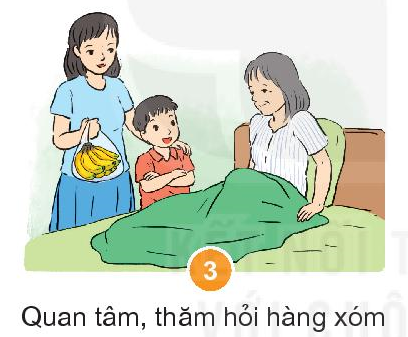 3
Quan tâm, thăm hỏi hàng xóm